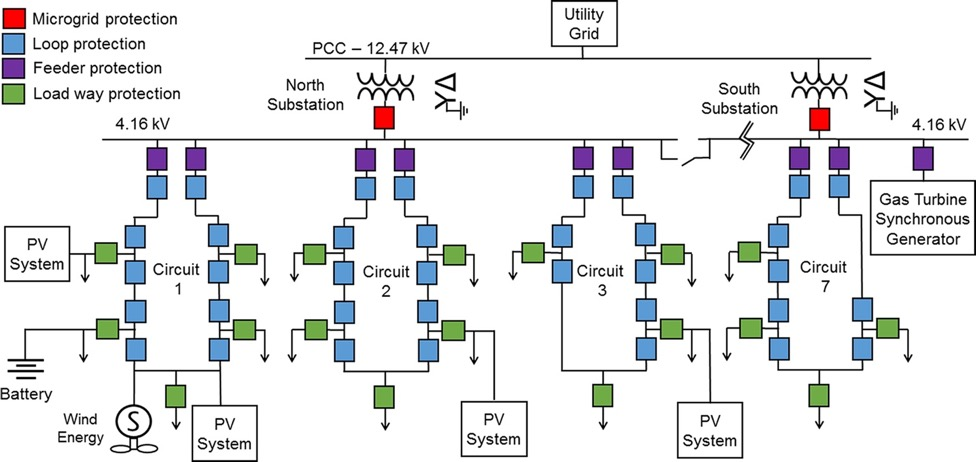 Microgrid protection
Loop protection
Feeder protection
Load way protection
Utility
Grid
PCC – 12.47 kV
North
Substation
Y Δ
South
Substation
Y Δ
4.16 kV
4.16 kV
Gas Turbine
Synchronous
Generator
PV
System
Circuit
1
Circuit
2
Circuit
3
Circuit
7
Battery
Wind
Energy
S
PV
System
PV
System
PV
System